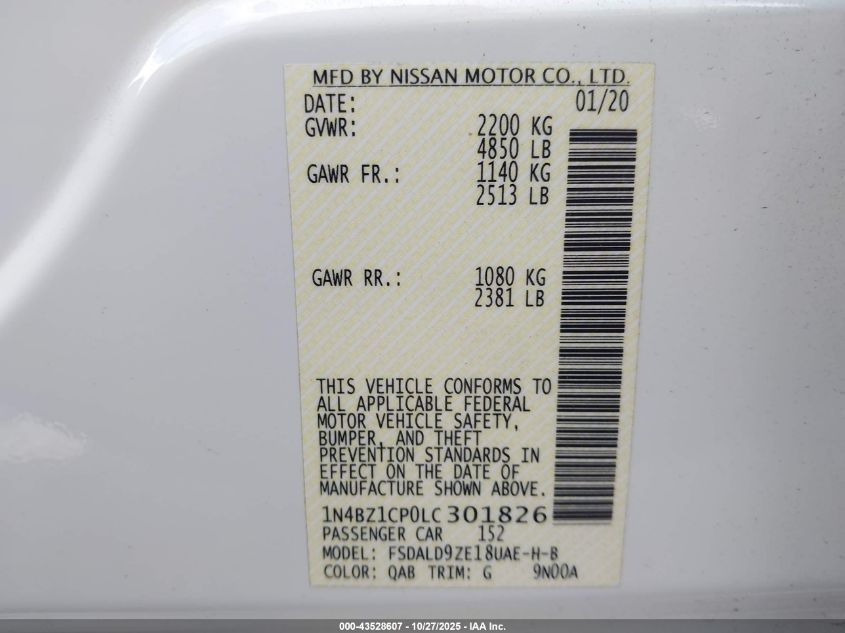 MFD BY NISSAN MOTOR CO., LTD.
DATE: 01/20
GVWR: 2200 KG
4850 LB
GAWR FR.: 1140 KG
2513 LB
GAWR RR.: 1080 KG
2381 LB
THIS VEHICLE CONFORMS TO
ALL APPLICABLE FEDERAL
MOTOR VEHICLE SAFETY,
BUMPER, AND THEFT
PREVENTION STANDARDS IN
EFFECT ON THE DATE OF
MANUFACTURE SHOWN ABOVE.
1N4BZ1CP0LC301826
PASSENGER CAR 152
MODEL: FSDALD9ZE18UAE-H-B
COLOR: QAB TRIM: G 9N00A
000-43528607 / 10/27/2025 - IAA Inc.